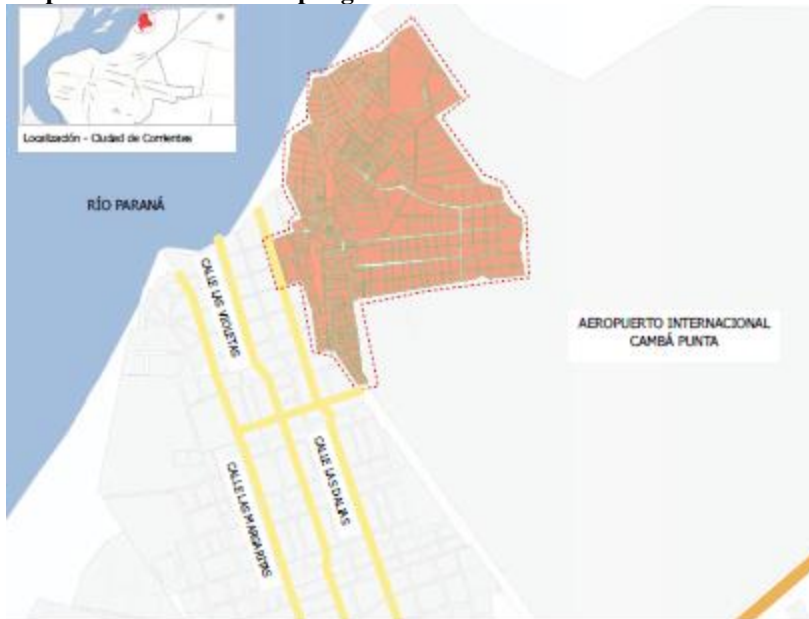 Localización - Ciudad de Corrientes
RÍO PARANÁ
CALLE LAS VIOLETAS
AEROPUERTO INTERNACIONAL
CAMBÁ PUNTA
CALLE LAS DALIAS
CALLE LAS MARGARITAS